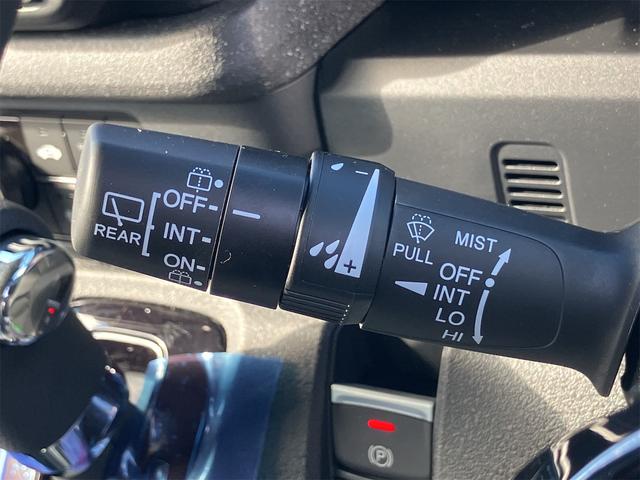 OFF
REAR
INT
ON
-
+
PULL
MIST
OFF
INT
LO
HI
P